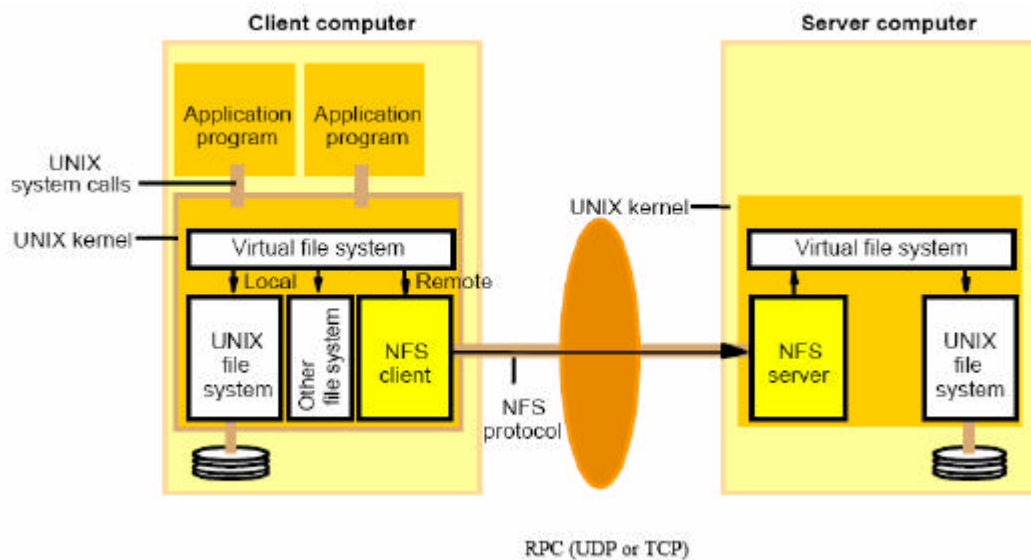 Client computer
Server computer
Application
program
Application
program
UNIX
system calls
UNIX kernel
UNIX kernel
Virtual file system
Virtual file system
Local
Remote
UNIX
file
system
Other
file system
NFS
client
NFS
server
UNIX
file
system
NFS
protocol
RPC (UDP or TCP)